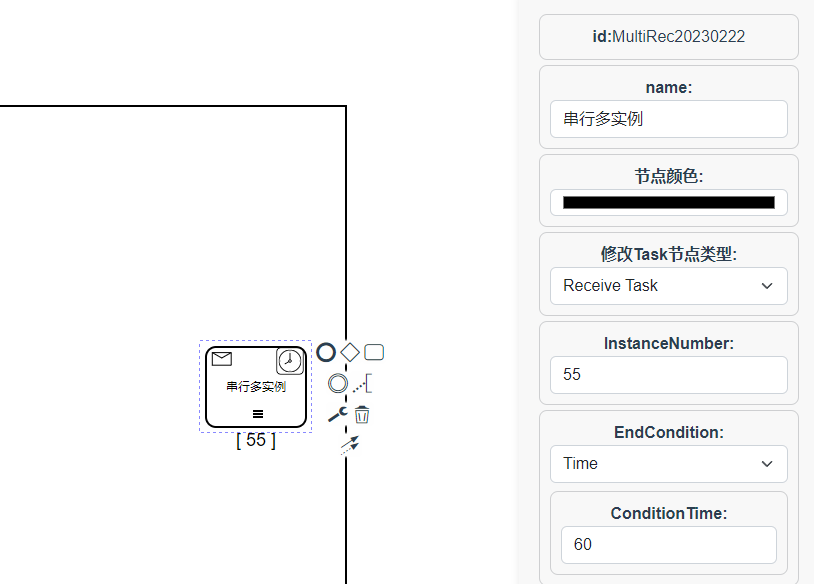 串行多实例
[ 55 ]
id:MultiRec20230222
name:
串行多实例
节点颜色:
修改Task节点类型:
Receive Task
InstanceNumber:
55
EndCondition:
Time
ConditionTime:
60